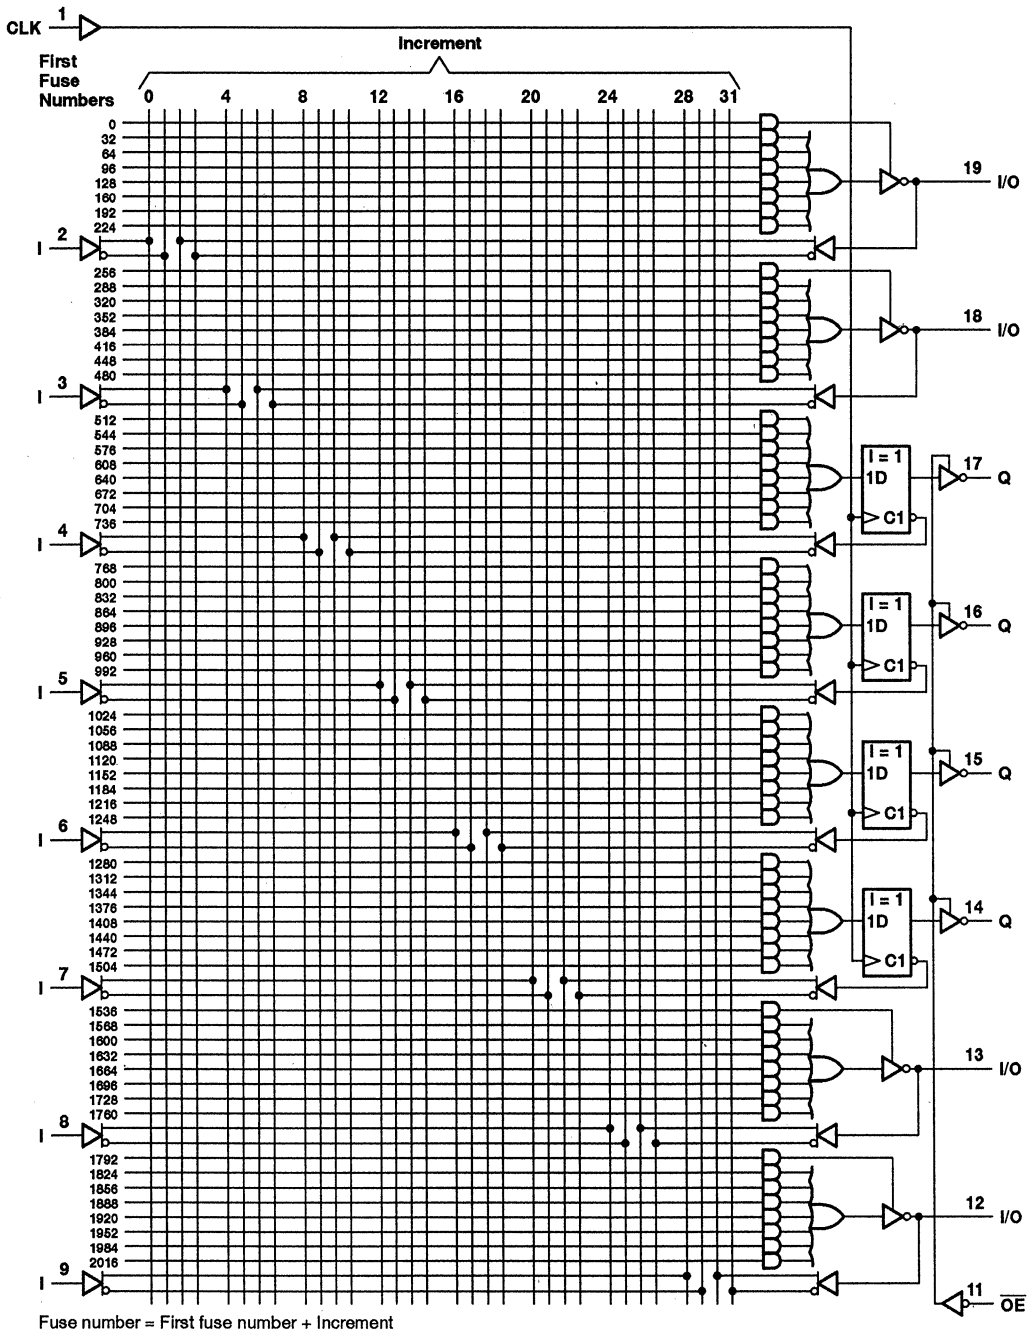 CLK 1
Increment
First
Fuse
Numbers
0 4 8 12 16 20 24 28 31
0
32
64
96
128
160
192
224
19 I/O
I 2
256
288
320
352
384
416
448
480
18 I/O
I 3
512
544
576
608
640
672
704
736
I = 1
1D
C1
17 Q
I 4
768
800
832
864
896
928
960
992
I = 1
1D
C1
16 Q
I 5
1024
1056
1088
1120
1152
1184
1216
1248
I = 1
1D
C1
15 Q
I 6
1280
1312
1344
1376
1408
1440
1472
1504
I = 1
1D
C1
14 Q
I 7
1536
1568
1600
1632
1664
1696
1728
1760
13 I/O
I 8
1792
1824
1856
1888
1920
1952
1984
2016
12 I/O
I 9
11 OE
Fuse number = First fuse number + Increment